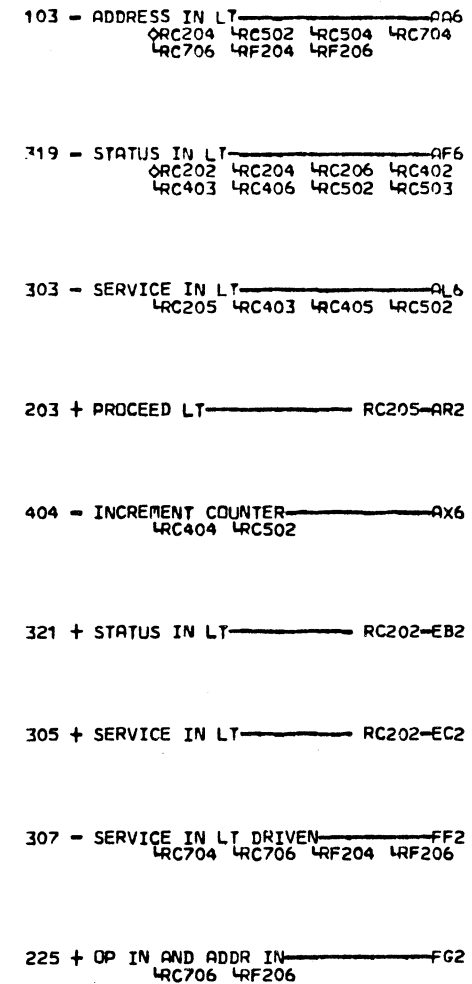 103 - ADDRESS IN LT AA6
RC204 RC502 RC504 RC704
RC706 RF204 RF206
319 - STATUS IN LT AF6
RC202 RC204 RC206 RC402
RC403 RC406 RC502 RC503
303 - SERVICE IN LT AL6
RC205 RC403 RC405 RC502
203 + PROCEED LT RC205-AR2
404 - INCREMENT COUNTER AX6
RC404 RC502
321 + STATUS IN LT RC202-EB2
305 + SERVICE IN LT RC202-EC2
307 - SERVICE IN LT DRIVEN FF2
RC704 RC706 RF204 RF206
225 + OP IN AND ADDR IN FG2
RC706 RF206